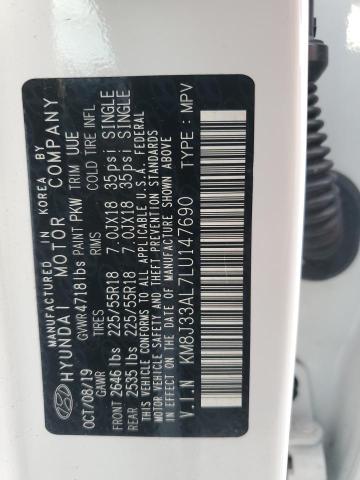 MANUFACTURED IN KOREA BY
HYUNDAI MOTOR COMPANY
OCT/08/19 GVWR 4718 lbs PAINT PKW TRIM UUE
GAWR TIRES RIMS COLD TIRE INFL
FRONT 2646 lbs 225/55R18 7.0JX18 35psi SINGLE
REAR 2535 lbs 225/55R18 7.0JX18 35psi SINGLE
THIS VEHICLE CONFORMS TO ALL APPLICABLE U.S.A. FEDERAL
MOTOR VEHICLE SAFETY AND THEFT PREVENTION STANDARDS
IN EFFECT ON THE DATE OF MANUFACTURE SHOWN ABOVE.
V.I.N KM8J33AL7LU147690 TYPE: MPV